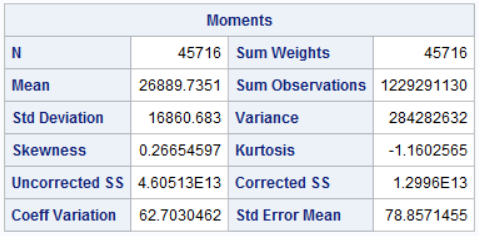 Moments
N 45716 Sum Weights 45716
Mean 26889.7351 Sum Observations 1229291130
Std Deviation 16860.683 Variance 284282632
Skewness 0.26654597 Kurtosis -1.1602565
Uncorrected SS 4.60513E13 Corrected SS 1.2996E13
Coeff Variation 62.7030462 Std Error Mean 78.8571455